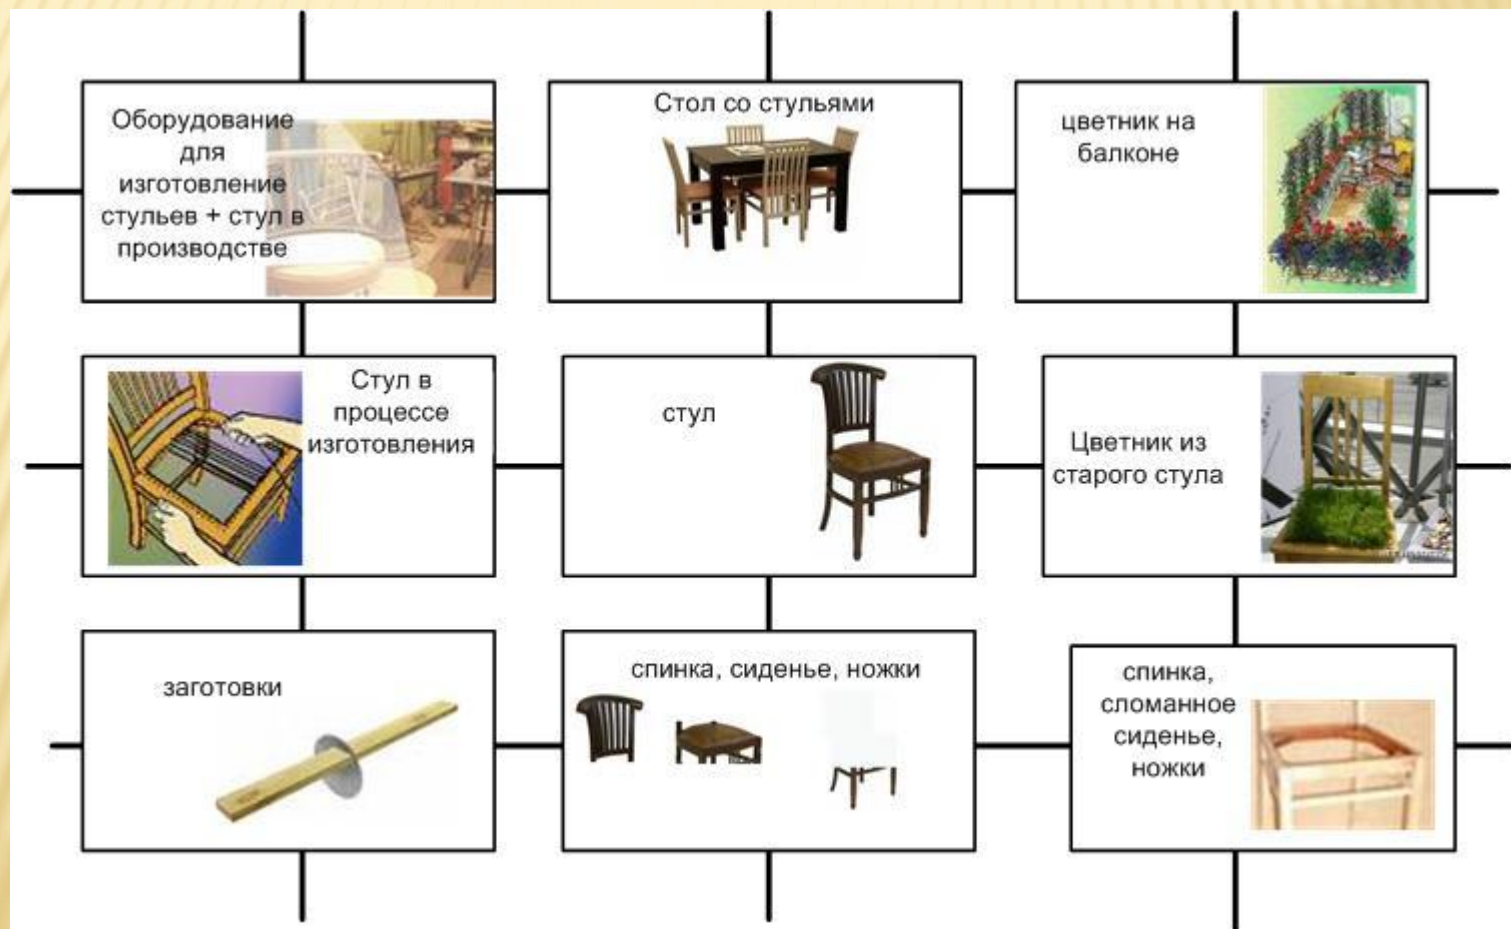 Оборудование
для
изготовление
стульев + стул в
производстве
Стол со стульями
цветник на
балконе
Стул в
процессе
изготовления
стул
Цветник из
старого стула
заготовки
спинка, сиденье, ножки
спинка,
сломанное
сиденье,
ножки